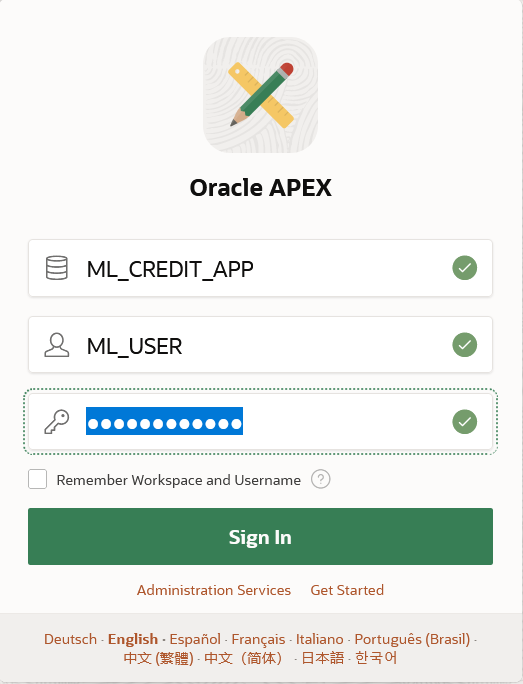 Oracle APEX
ML_CREDIT_APP
ML_USER
●●●●●●●●●●●●
Remember Workspace and Username ?
Sign In
Administration Services Get Started
Deutsch · English · Español · Français · Italiano · Português (Brasil) ·
中文 (繁體) · 中文（简体） · 日本語 · 한국어